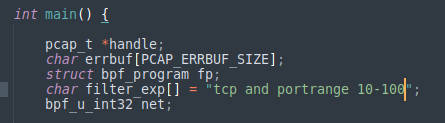 int main() {
pcap_t *handle;
char errbuf[PCAP_ERRBUF_SIZE];
struct bpf_program fp;
char filter_exp[] = "tcp and portrange 10-100";
bpf_u_int32 net;